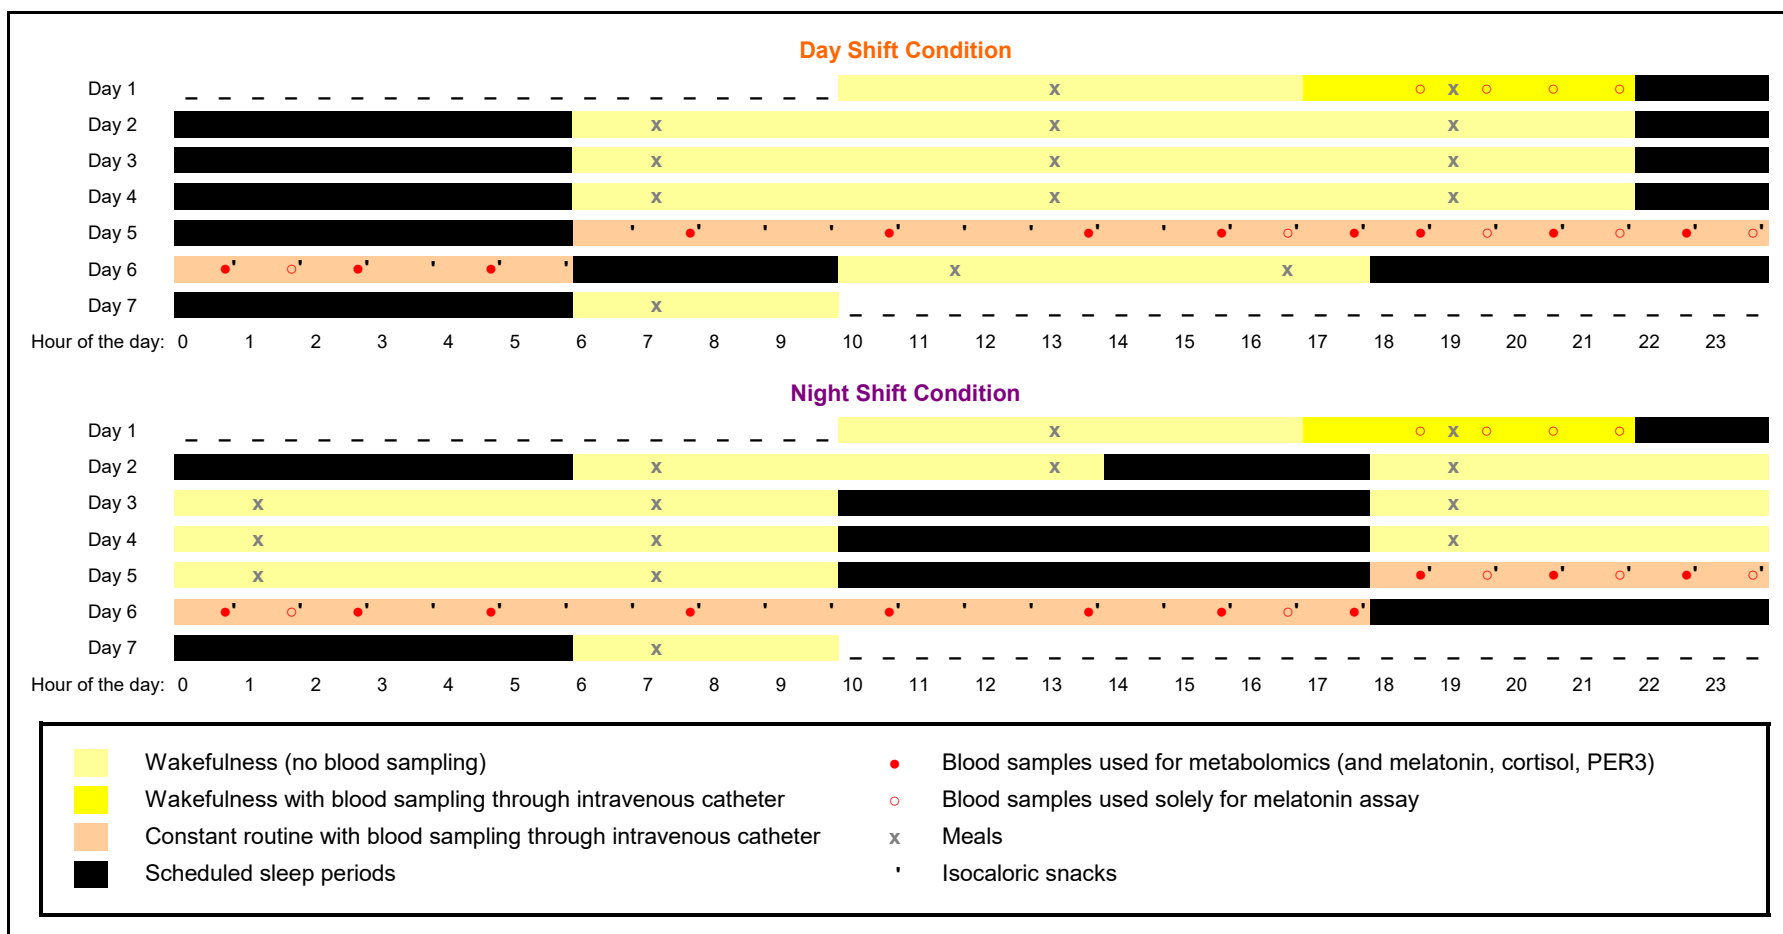 Day Shift Condition
Day 1 _ _ _ _ _ _ _ _ _ _ _ _ _ _ _ _ _ _ _ _ x x
Day 2 x x x
Day 3 x x x
Day 4 x x x
Day 5 ' ' ' ' ' ' ' ' ' ' ' ' ' ' ' ' ' '
Day 6 ' ' ' ' ' ' x x
Day 7 x _ _ _ _ _ _ _ _ _ _ _ _ _ _ _ _ _ _ _ _ _ _ _ _ _ _ _ _
Hour of the day: 0 1 2 3 4 5 6 7 8 9 10 11 12 13 14 15 16 17 18 19 20 21 22 23
Night Shift Condition
Day 1 _ _ _ _ _ _ _ _ _ _ _ _ _ _ _ _ _ _ _ _ x x
Day 2 x x x
Day 3 x x x
Day 4 x x x
Day 5 x x ' ' ' ' ' '
Day 6 ' ' ' ' ' ' ' ' ' ' ' ' ' ' ' ' ' '
Day 7 x _ _ _ _ _ _ _ _ _ _ _ _ _ _ _ _ _ _ _ _ _ _ _ _ _ _ _ _
Hour of the day: 0 1 2 3 4 5 6 7 8 9 10 11 12 13 14 15 16 17 18 19 20 21 22 23
Wakefulness (no blood sampling)
Wakefulness with blood sampling through intravenous catheter
Constant routine with blood sampling through intravenous catheter
Scheduled sleep periods
Blood samples used for metabolomics (and melatonin, cortisol, PER3)
Blood samples used solely for melatonin assay
x Meals
' Isocaloric snacks